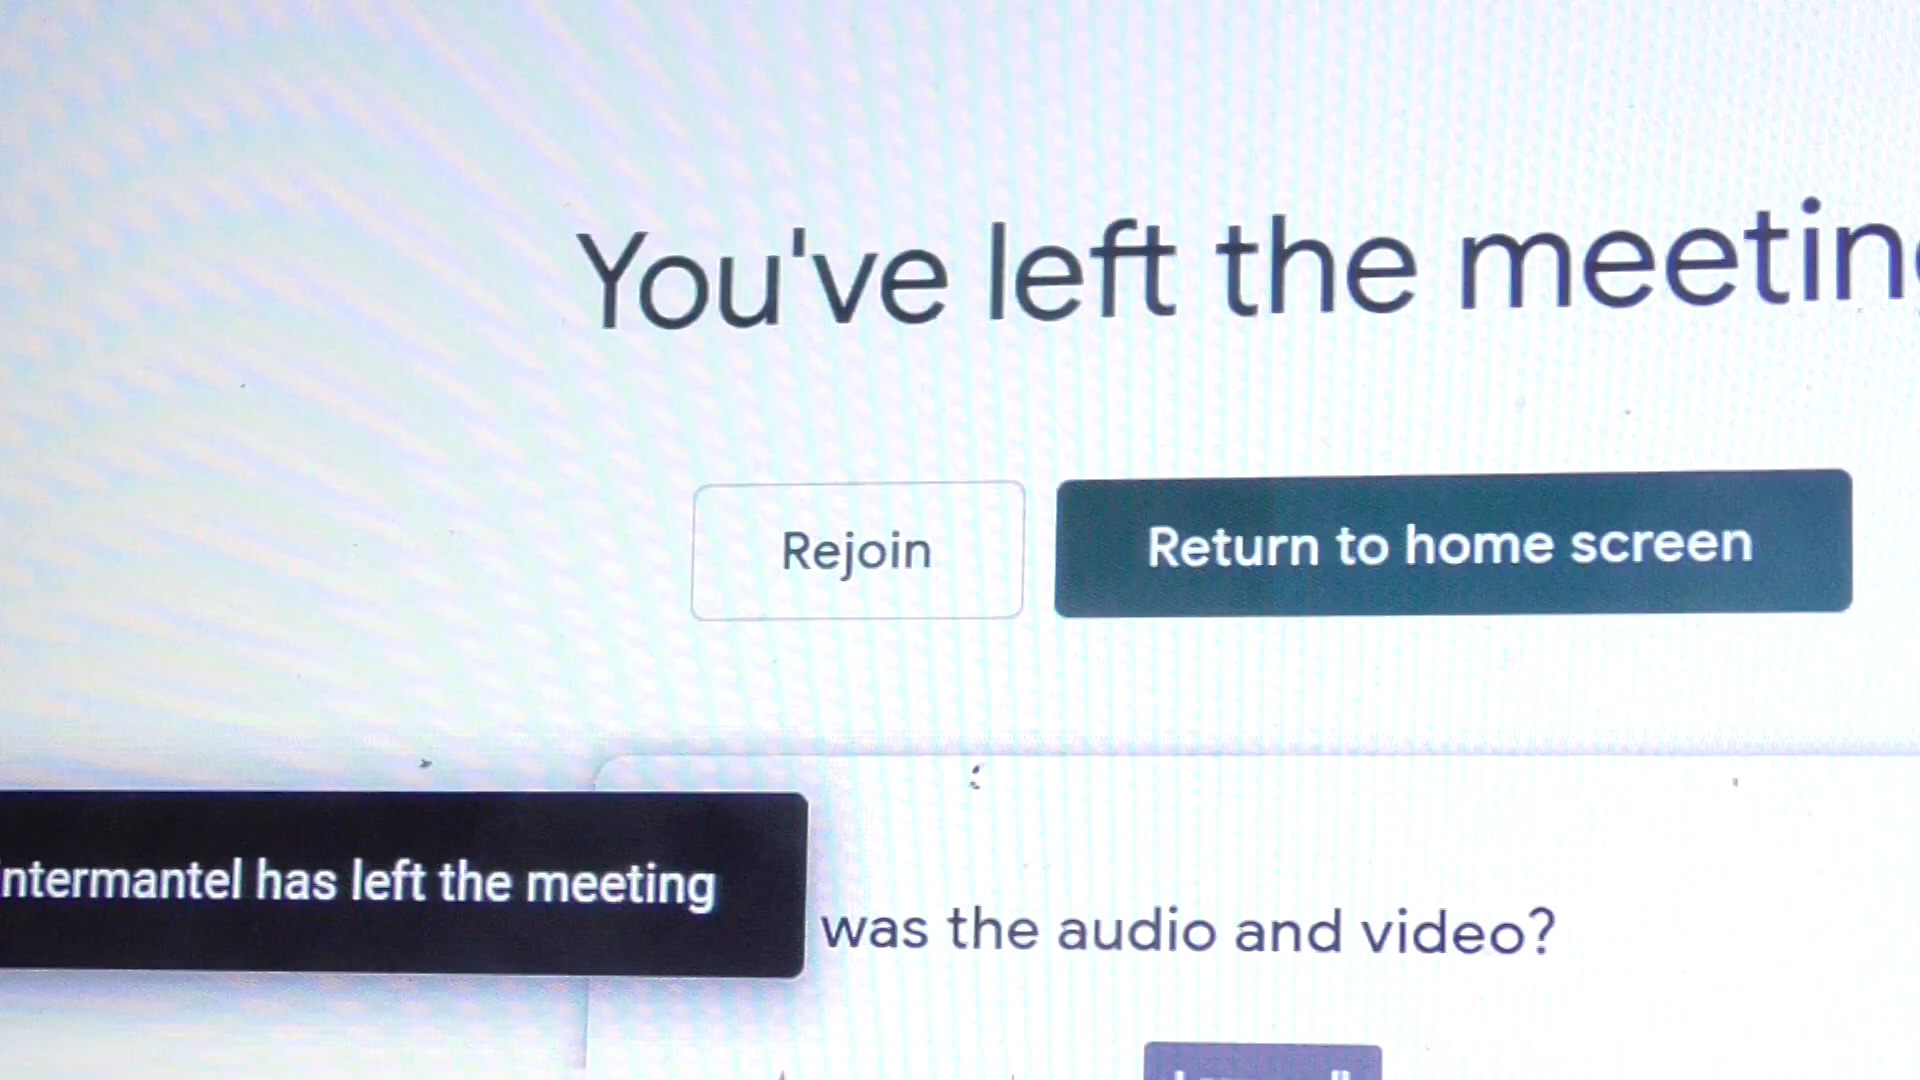 You've left the meetin
Rejoin
Return to home screen
ntermantel has left the meeting
was the audio and video?